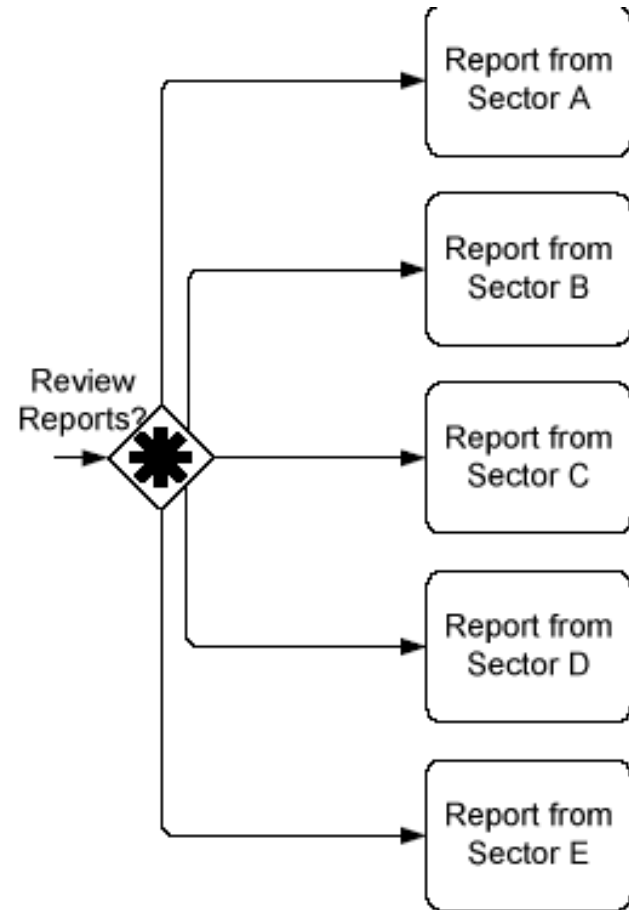 Report from
Sector A
Report from
Sector B
Review
Reports?
Report from
Sector C
Report from
Sector D
Report from
Sector E